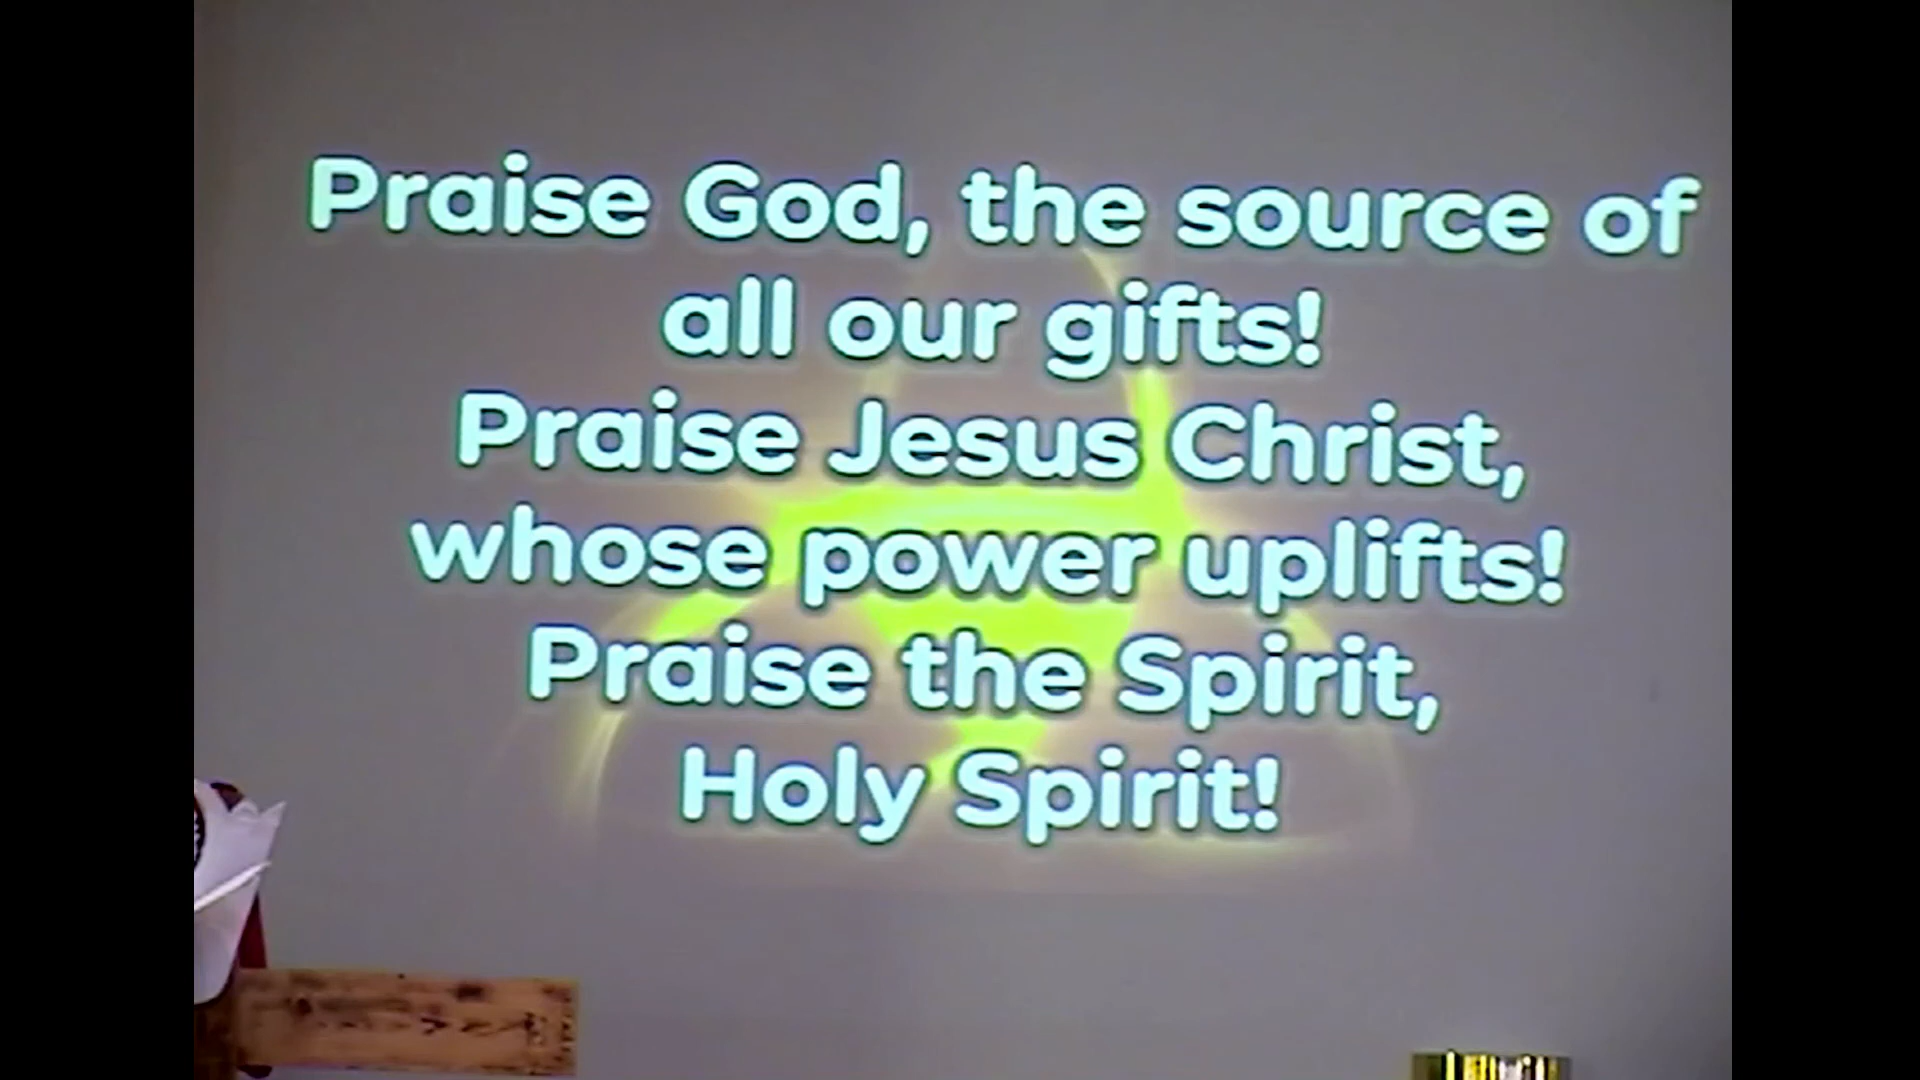 Praise God, the source of
all our gifts!
Praise Jesus Christ,
whose power uplifts!
Praise the Spirit,
Holy Spirit!